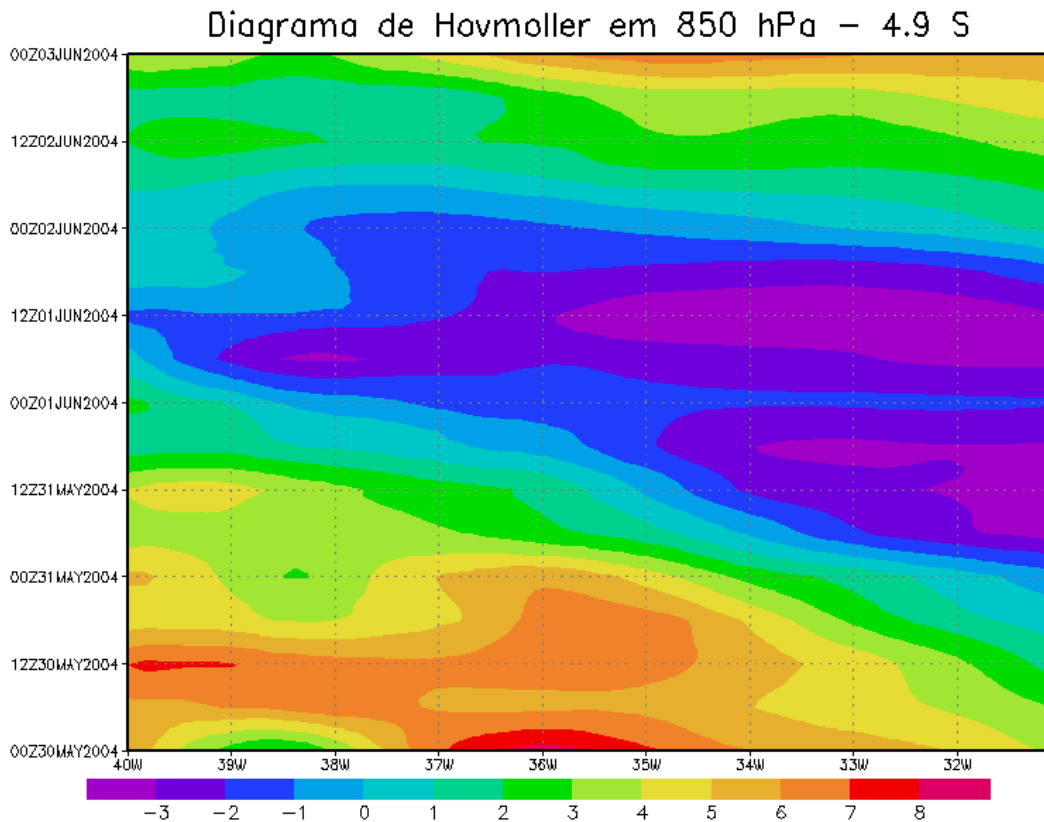 Diagrama de Hovmoller em 850 hPa - 4.9 S
00Z03JUN2004
12Z02JUN2004
00Z02JUN2004
12Z01JUN2004
00Z01JUN2004
12Z31MAY2004
00Z31MAY2004
12Z30MAY2004
00Z30MAY2004
40W 39W 38W 37W 36W 35W 34W 33W 32W
-3 -2 -1 0 1 2 3 4 5 6 7 8